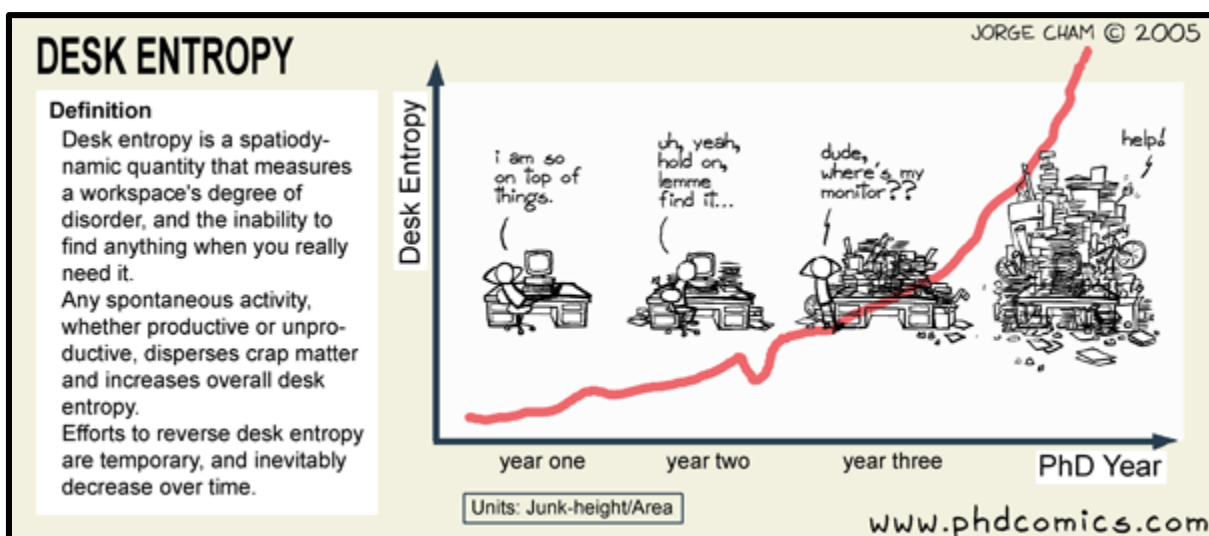 JORGE CHAM © 2005
DESK ENTROPY
Definition
Desk entropy is a spatiody-
namic quantity that measures
a workspace's degree of
disorder, and the inability to
find anything when you really
need it.
Any spontaneous activity,
whether productive or unpro-
ductive, disperses crap matter
and increases overall desk
entropy.
Efforts to reverse desk entropy
are temporary, and inevitably
decrease over time.
Desk Entropy
i am so
on top of
things.
uh, yeah,
hold on,
lemme
find it...
dude,
where's my
monitor??
help!
year one
year two
year three
PhD Year
Units: Junk-height/Area
www.phdcomics.com